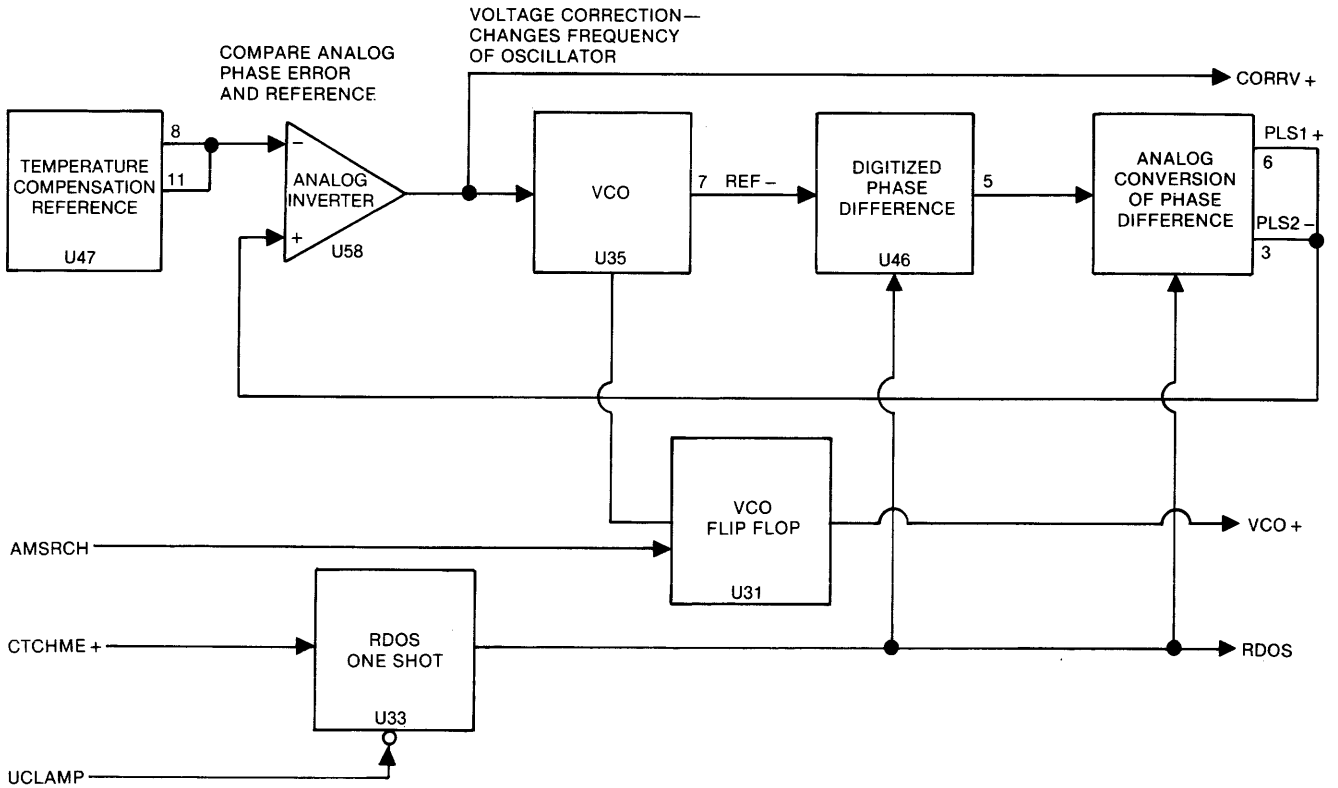 VOLTAGE CORRECTION—
CHANGES FREQUENCY
OF OSCILLATOR
COMPARE ANALOG
PHASE ERROR
AND REFERENCE
CORRV +
8
11
TEMPERATURE
COMPENSATION
REFERENCE
U47
−
ANALOG
INVERTER
+
U58
VCO
U35
7 REF −
DIGITIZED
PHASE
DIFFERENCE
U46
5
ANALOG
CONVERSION
OF PHASE
DIFFERENCE
PLS1 +
6
PLS2 −
3
VCO
FLIP FLOP
U31
VCO +
AMSRCH
CTCHME +
RDOS
ONE SHOT
U33
RDOS
UCLAMP